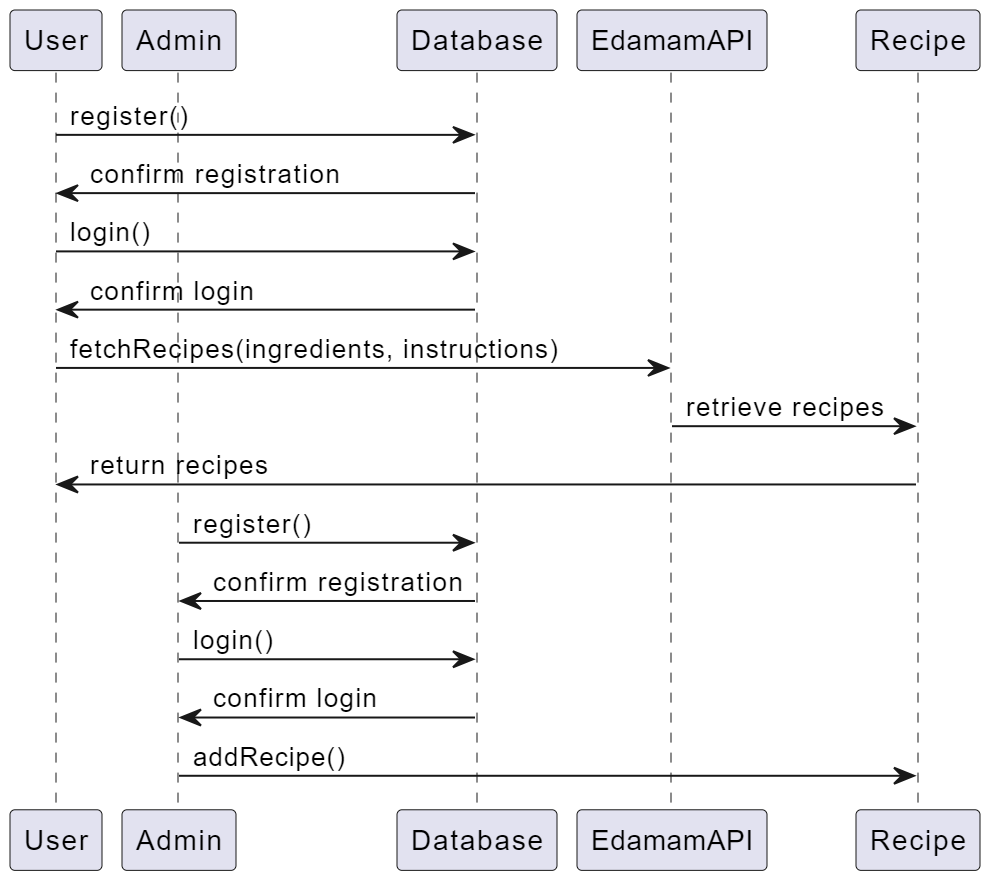 User Admin Database EdamamAPI Recipe
register()
confirm registration
login()
confirm login
fetchRecipes(ingredients, instructions)
retrieve recipes
return recipes
register()
confirm registration
login()
confirm login
addRecipe()
User Admin Database EdamamAPI Recipe